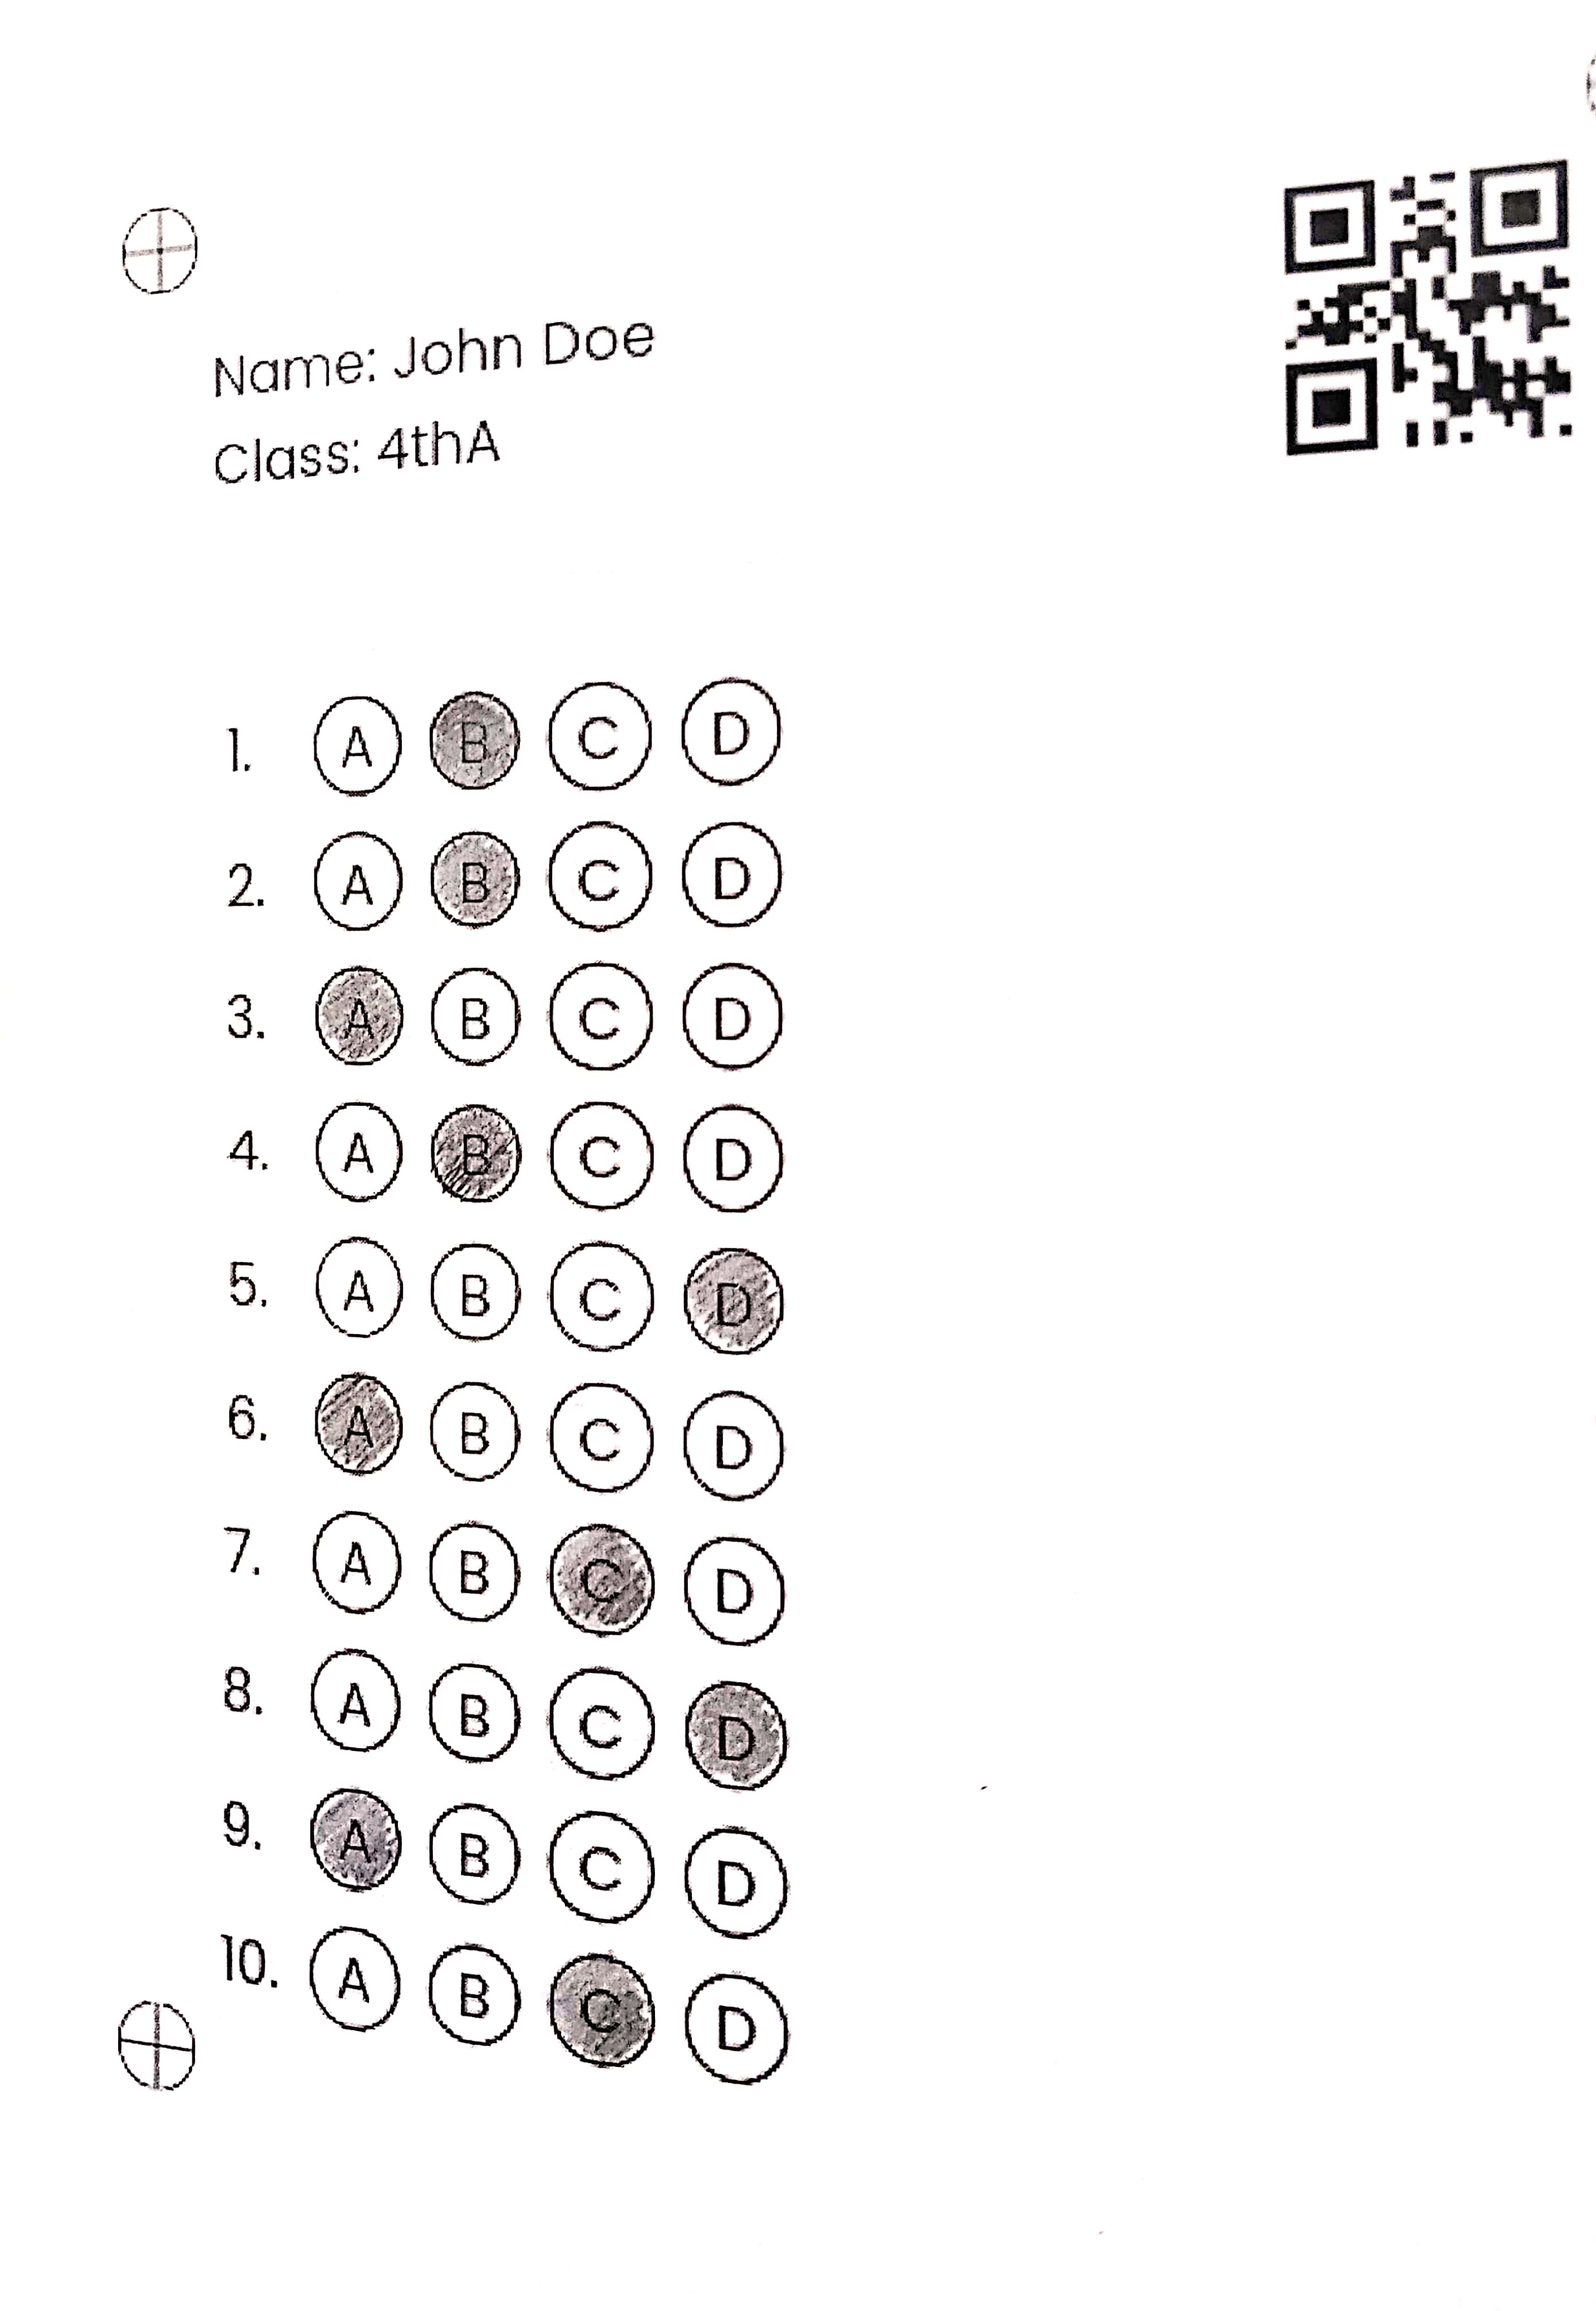 Name: John Doe
Class: 4thA
1. A B C D
2. A B C D
3. A B C D
4. A B C D
5. A B C D
6. A B C D
7. A B C D
8. A B C D
9. A B C D
10. A B C D